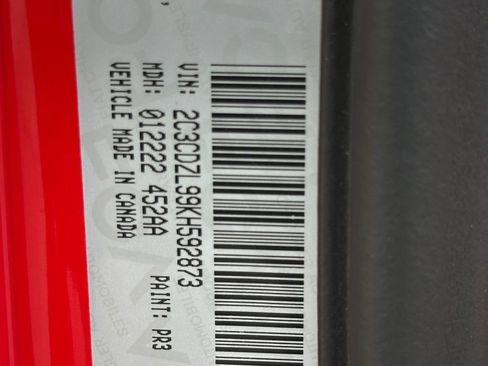 VIN: 2C3CDZL99KH592873
MDH: 012222 452AA PAINT: PR3
VEHICLE MADE IN CANADA